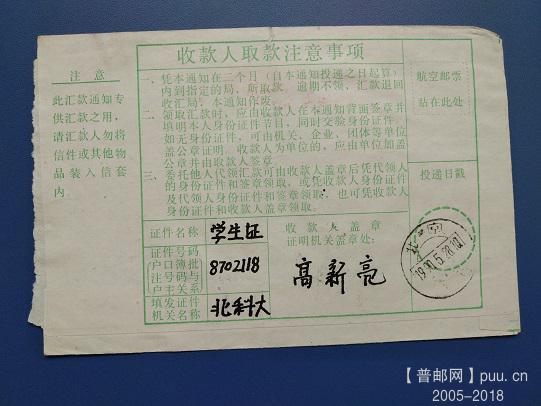 收款人取款注意事项
注意
此汇款通知专
供汇款之用，
请汇款人勿将
信件或其他物
品装入信套
内。
一、凭本通知在二个月（自本通知投递之日起算）
内到指定的局、所取款，逾期不领，汇款退回
收汇局，本通知作废。
二、领取汇款时，应由收款人在本通知背面签章并
填明本人身份证件节目，同时交验身份证件。
如无身份证件，可由机关、企业、团体等单位
盖公章证明。收款人为单位的，应由单位加盖
公章并由收款人签章。
三、委托他人代领汇款可由收款人盖章后凭代领人
的身份证件和签章领取，或凭收款人身份证件
及代领人身份证件和签章领取。也可凭收款人
身份证件和收款人盖章领取。
航空邮票
贴在此处
投递日戳
证件名称
学生证
证件号码
户口簿批
注号码与
户主关系
8702118
填发证件
机关名称
北科大
收款人盖章
证明机关盖章处：
高新亮
北京
【普邮网】puu.cn
2005-2018